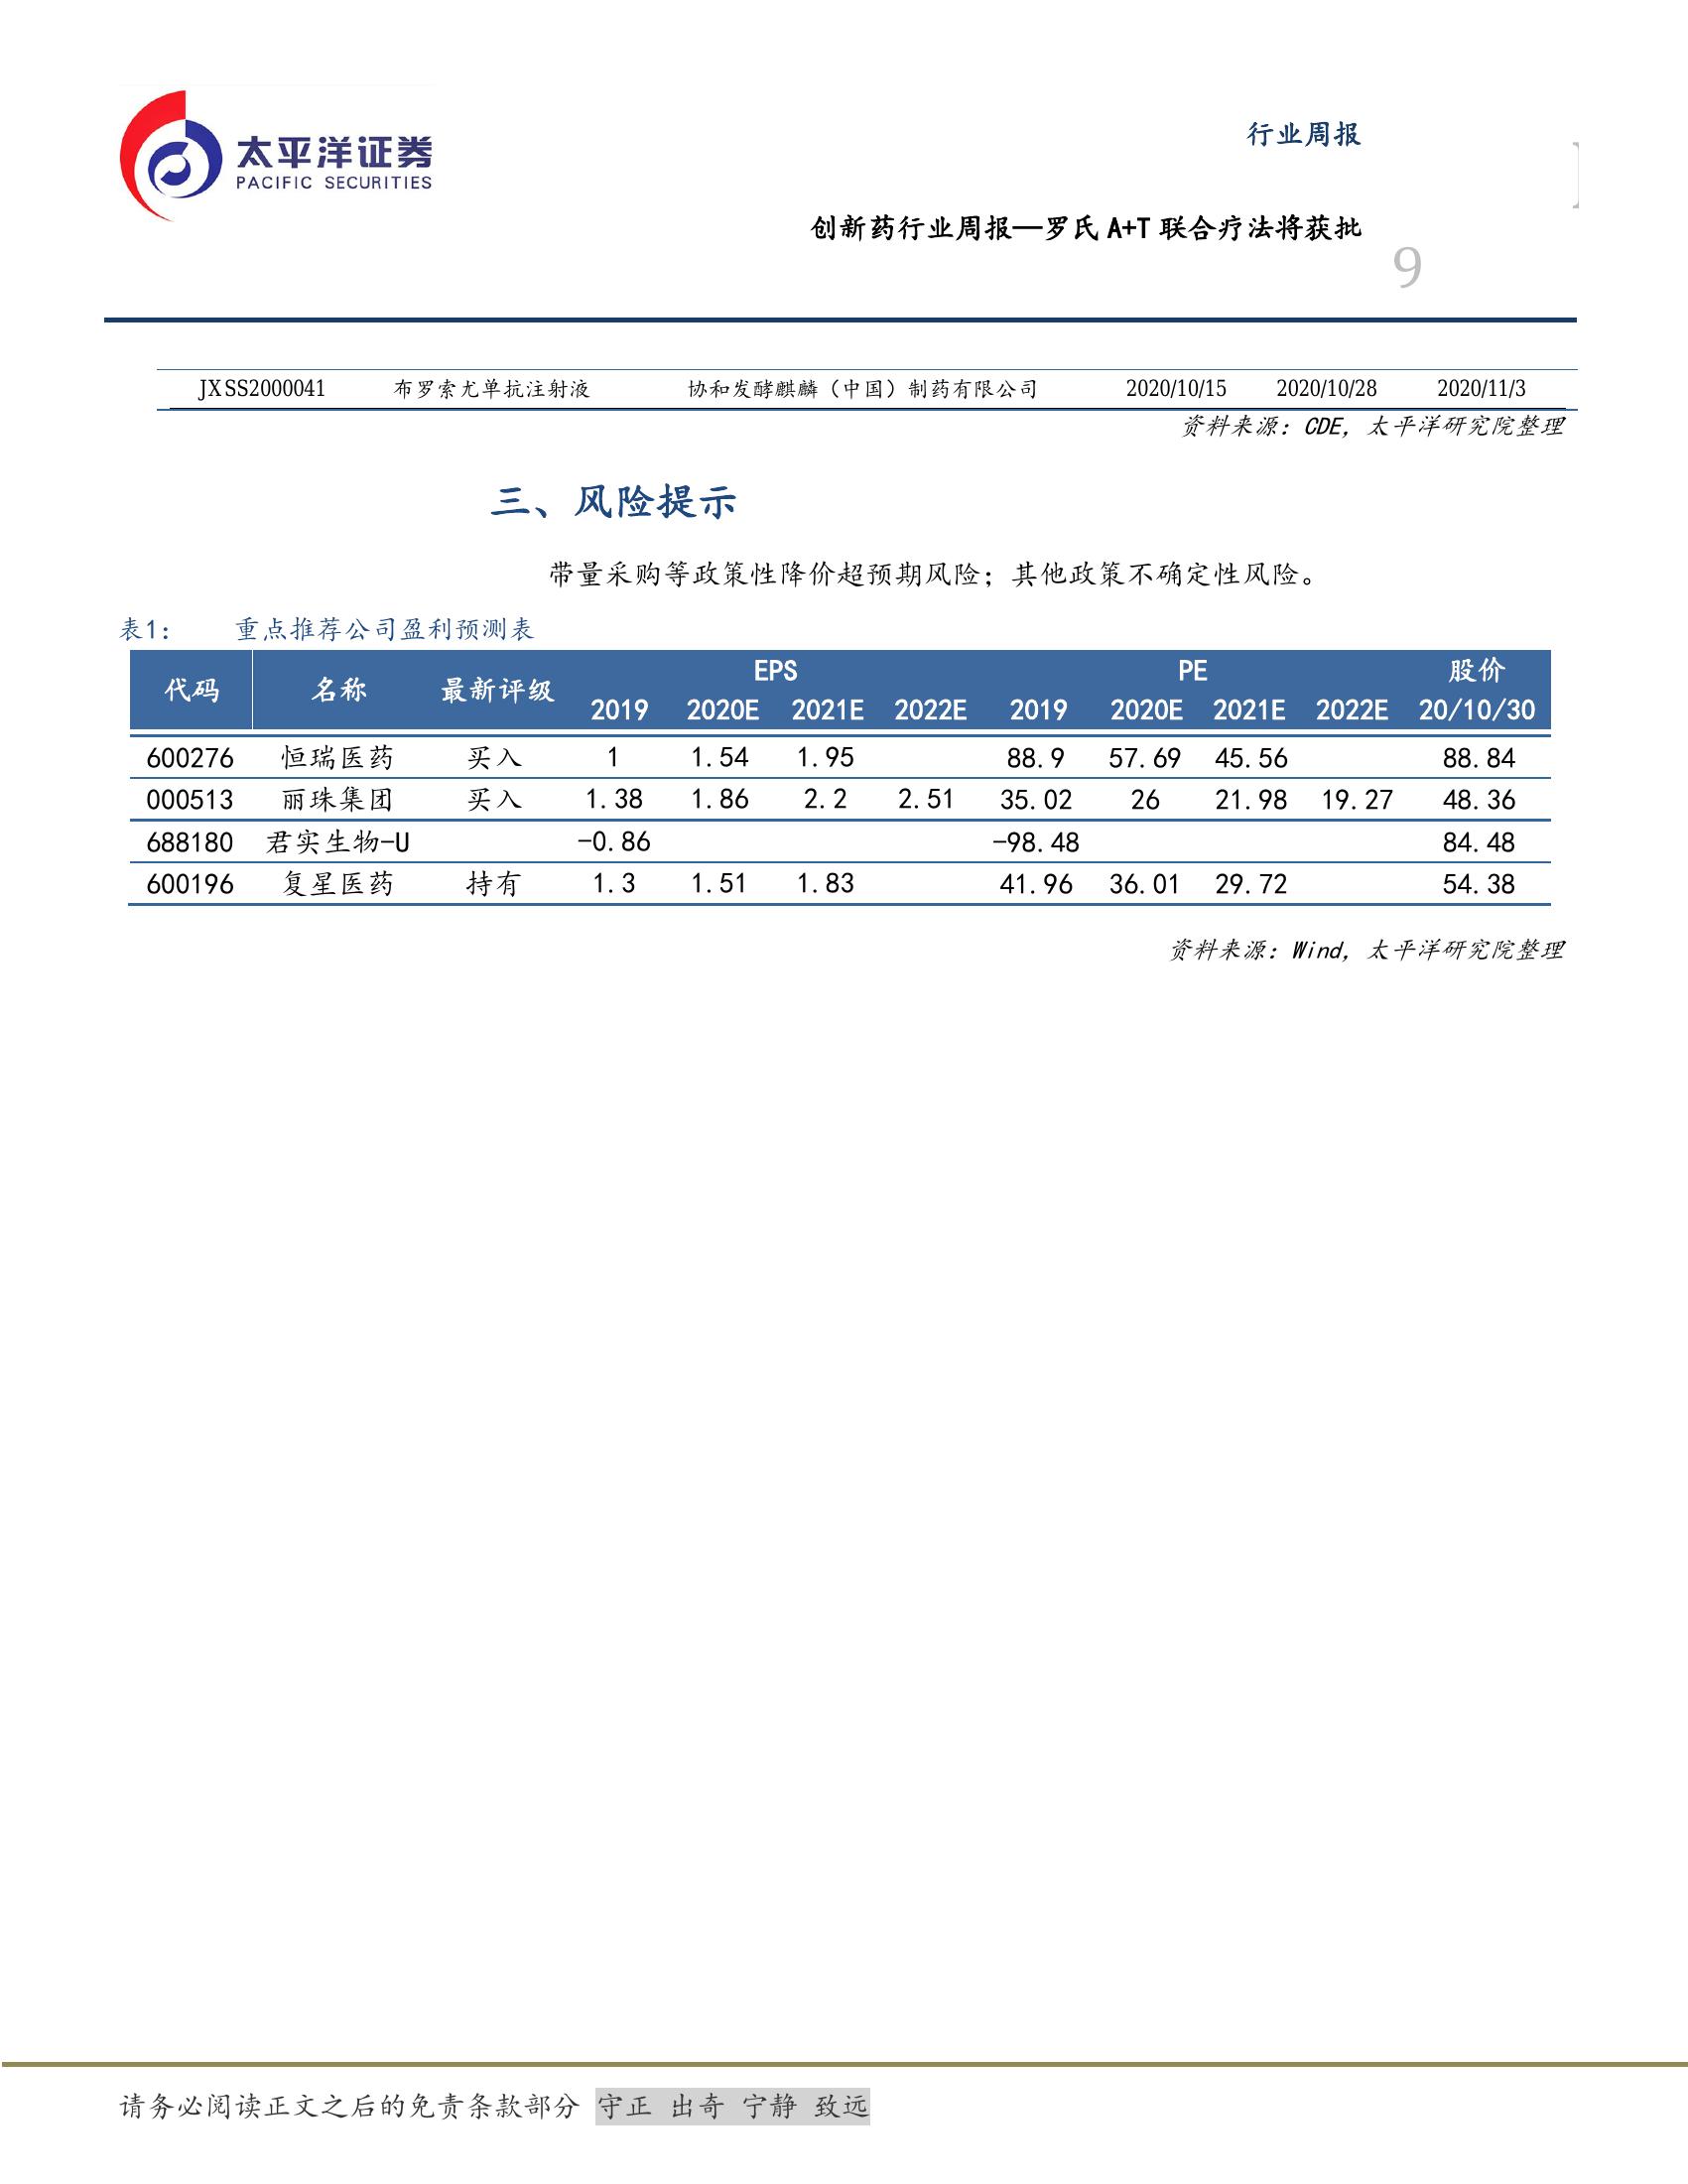 太平洋证券
PACIFIC SECURITIES
行业周报
创新药行业周报—罗氏 A+T 联合疗法将获批
9
JXSS2000041 布罗索尤单抗注射液 协和发酵麒麟（中国）制药有限公司 2020/10/15 2020/10/28 2020/11/3
资料来源：CDE，太平洋研究院整理
三、风险提示
带量采购等政策性降价超预期风险；其他政策不确定性风险。
表1： 重点推荐公司盈利预测表
代码 名称 最新评级 EPS PE 股价
2019 2020E 2021E 2022E 2019 2020E 2021E 2022E 20/10/30
600276 恒瑞医药 买入 1 1.54 1.95 88.9 57.69 45.56 88.84
000513 丽珠集团 买入 1.38 1.86 2.2 2.51 35.02 26 21.98 19.27 48.36
688180 君实生物-U -0.86 -98.48 84.48
600196 复星医药 持有 1.3 1.51 1.83 41.96 36.01 29.72 54.38
资料来源：Wind，太平洋研究院整理
请务必阅读正文之后的免责条款部分 守正 出奇 宁静 致远